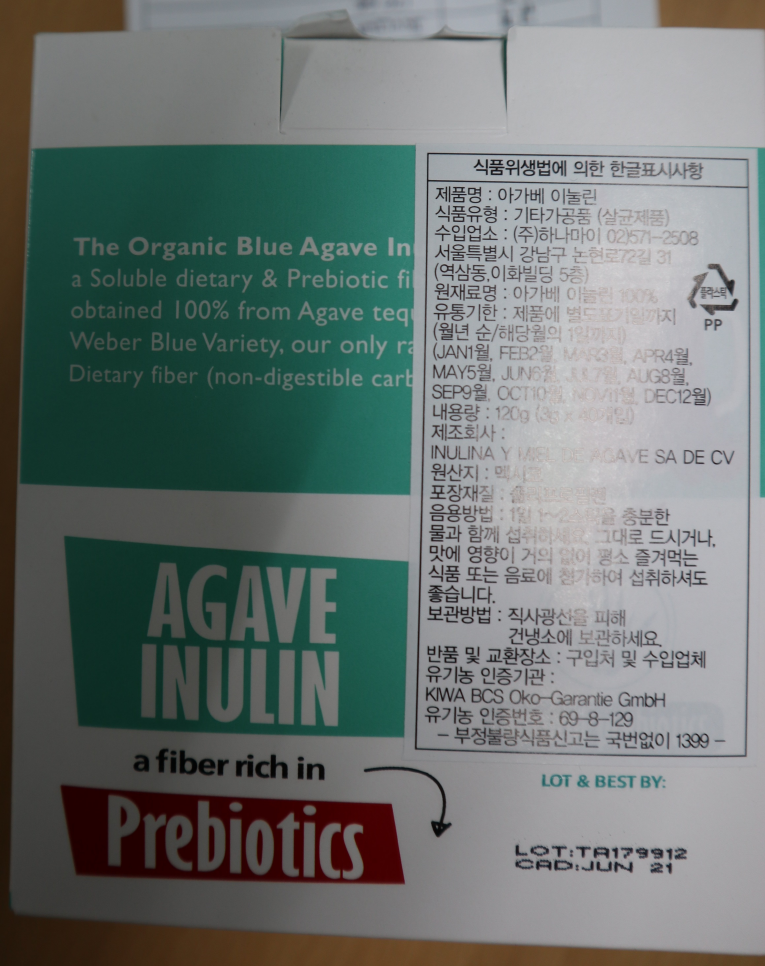 The Organic Blue Agave In
a Soluble dietary & Prebiotic fi
obtained 100% from Agave teq
Weber Blue Variety, our only ra
Dietary fiber (non-digestible carb
식품위생법에 의한 한글표시사항
제품명 : 아가베 이눌린
식품유형 : 기타가공품 (살균제품)
수입업소 : (주)하나마이 02)571-2508
서울특별시 강남구 논현로72길 31
(역삼동,이화빌딩 5층)
원재료명 : 아가베 이눌린 100%
유통기한 : 제품에 별도표기일까지
(월년 순/해당월의 1일까지)
(JAN1월, FEB2월, MAR3월, APR4월,
MAY5월, JUN6월, JUL7월, AUG8월,
SEP9월, OCT10월, NOV11월, DEC12월)
내용량 : 120g (3g x 40개입)
제조회사 :
INULINA Y MIEL DE AGAVE SA DE CV
원산지 : 멕시코
포장재질 :
음용방법 : 1일 충분한
물과 함께 섭취하세요. 그대로 드시거나,
맛에 영향이 거의 없어 평소 즐겨먹는
식품 또는 음료에 첨가하여 섭취하셔도
좋습니다.
보관방법 : 직사광선을 피해
건냉소에 보관하세요.
반품 및 교환장소 : 구입처 및 수입업체
유기농 인증기관 :
KIWA BCS Oko-Garantie GmbH
유기농 인증번호 : 69-8-129
- 부정불량식품신고는 국번없이 1399 -
플라스틱
PP
AGAVE
INULIN
a fiber rich in
Prebiotics
LOT & BEST BY:
LOT:TA179912
CAD:JUN 21